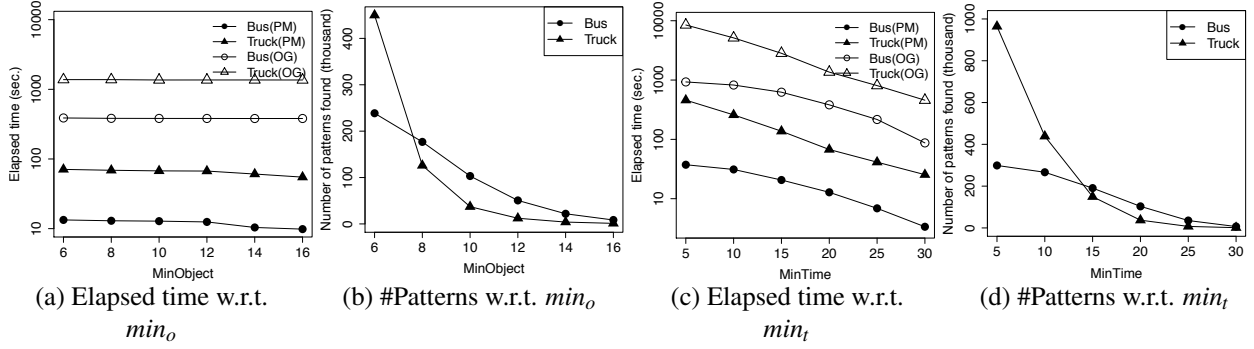 Elapsed time (sec.)
10000
1000
100
10
Bus(PM)
Truck(PM)
Bus(OG)
Truck(OG)
6 8 10 12 14 16
MinObject
(a) Elapsed time w.r.t.
min_o
Number of patterns found (thousand)
400
300
200
100
0
Bus
Truck
6 8 10 12 14 16
MinObject
(b) #Patterns w.r.t. min_o
Elapsed time (sec.)
10000
1000
100
10
Bus(PM)
Truck(PM)
Bus(OG)
Truck(OG)
5 10 15 20 25 30
MinTime
(c) Elapsed time w.r.t.
min_t
Number of patterns found (thousand)
1 000
800
600
400
200
0
Bus
Truck
5 10 15 20 25 30
MinTime
(d) #Patterns w.r.t. min_t